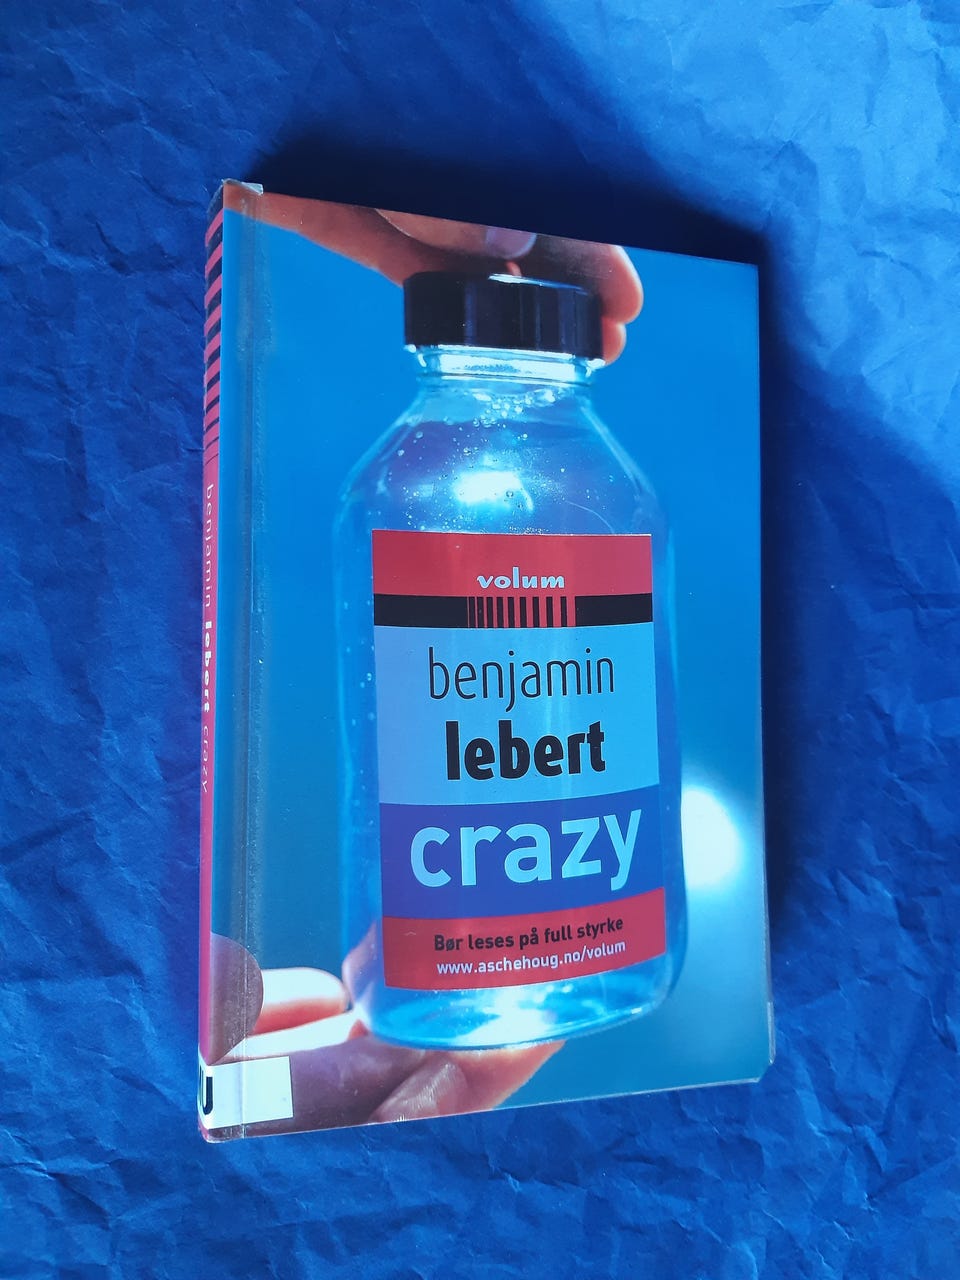 volum
benjamin
lebert
crazy
Bør leses på full styrke
www.aschehoug.no/volum
benjamin lebert crazy
U